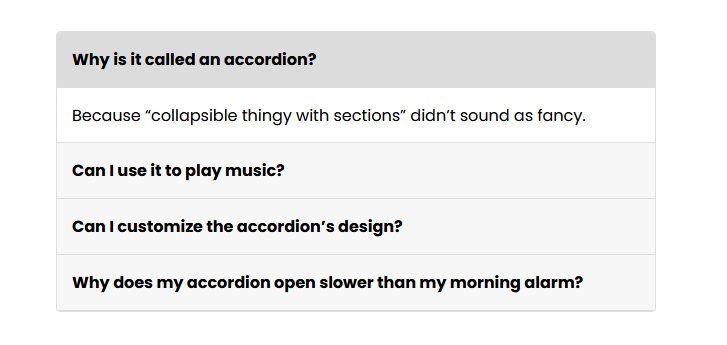 Why is it called an accordion?
Because “collapsible thingy with sections” didn’t sound as fancy.
Can I use it to play music?
Can I customize the accordion’s design?
Why does my accordion open slower than my morning alarm?